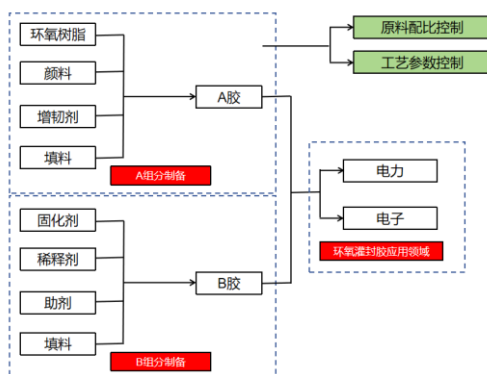 环氧树脂
颜料
增韧剂
填料
A胶
A组分制备
原料配比控制
工艺参数控制
固化剂
稀释剂
助剂
填料
B胶
B组分制备
电力
电子
环氧灌封胶应用领域